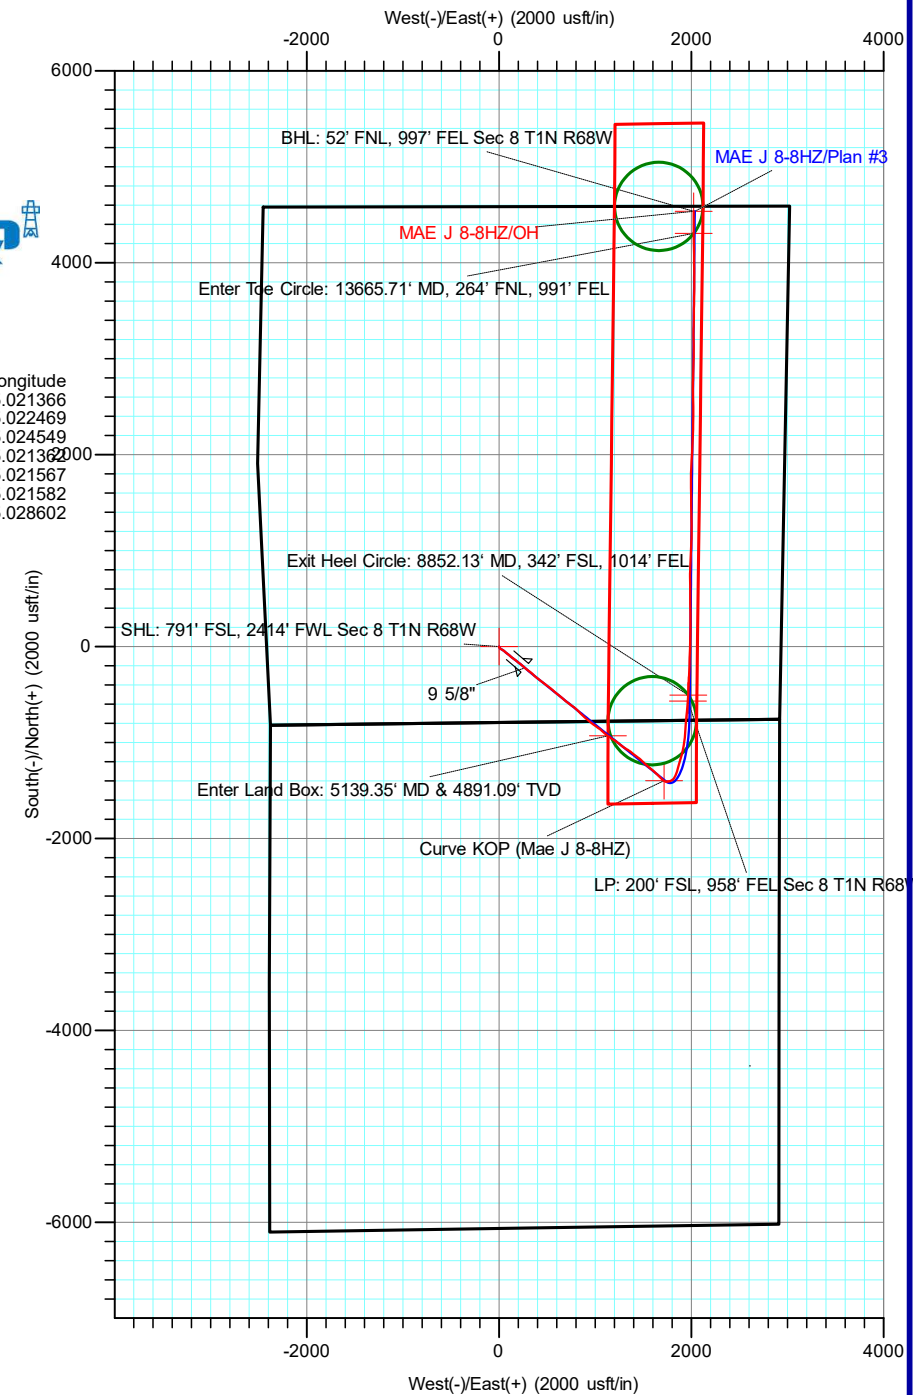 West(-)/East(+) (2000 usft/in)
-2000 0 2000 4000
6000
BHL: 52' FNL, 997' FEL Sec 8 T1N R68W
MAE J 8-8HZ/Plan #3
MAE J 8-8HZ/OH
4000
Enter Toe Circle: 13665.71' MD, 264' FNL, 991' FEL
ongitude
.021366
.022469
.024549
.021362
2000
.021567
.021582
.028602
Exit Heel Circle: 8852.13' MD, 342' FSL, 1014' FEL
SHL: 791' FSL, 2414' FWL Sec 8 T1N R68W
0
9 5/8"
South(-)/North(+) (2000 usft/in)
Enter Land Box: 5139.35' MD & 4891.09' TVD
-2000
Curve KOP (Mae J 8-8HZ)
LP: 200' FSL, 958' FEL Sec 8 T1N R68W
-4000
-6000
-2000 0 2000 4000
West(-)/East(+) (2000 usft/in)